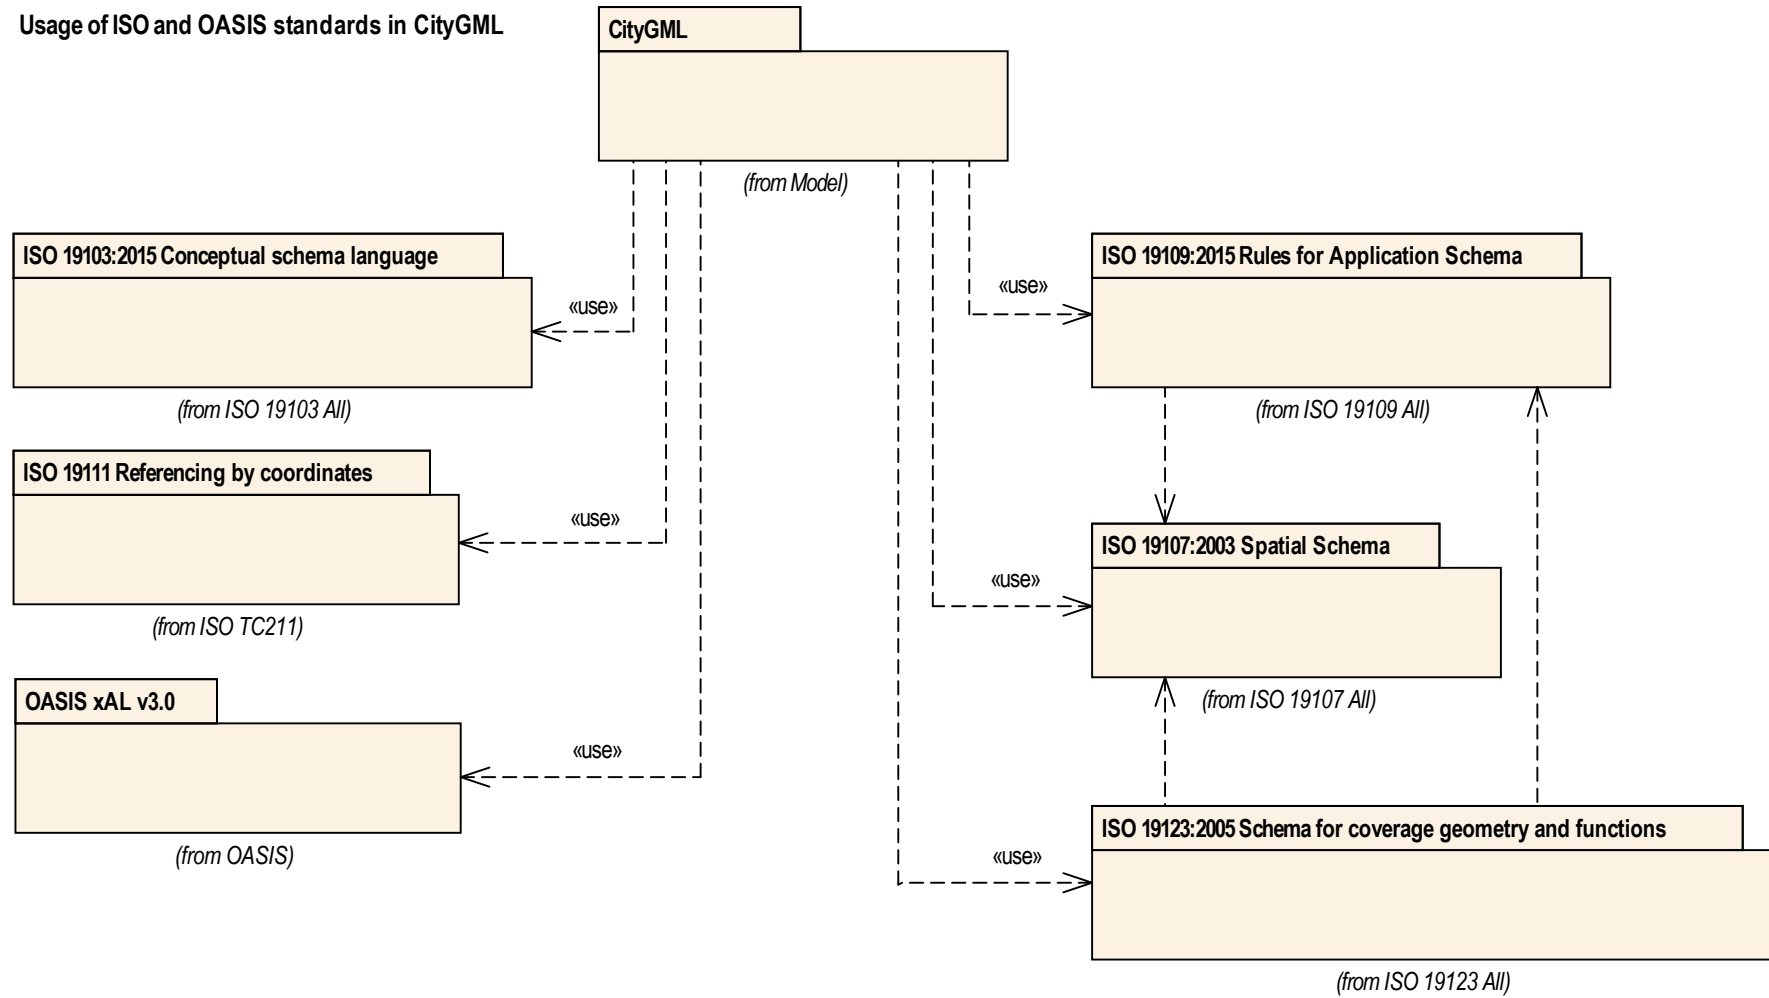 Usage of ISO and OASIS standards in CityGML
CityGML
(from Model)
ISO 19103:2015 Conceptual schema language
«use»
(from ISO 19103 All)
ISO 19109:2015 Rules for Application Schema
«use»
(from ISO 19109 All)
ISO 19111 Referencing by coordinates
«use»
(from ISO TC211)
ISO 19107:2003 Spatial Schema
«use»
(from ISO 19107 All)
OASIS xAL v3.0
«use»
(from OASIS)
ISO 19123:2005 Schema for coverage geometry and functions
«use»
(from ISO 19123 All)